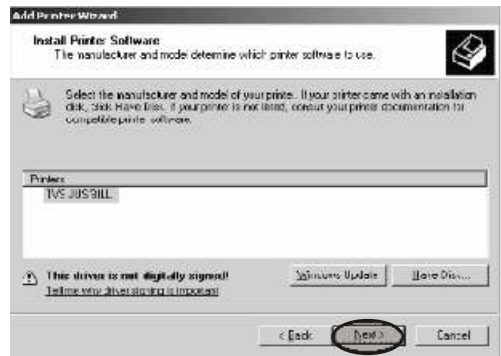 Add Printer Wizard
Install Printer Software
The manufacturer and model determine which printer software to use.
Select the manufacturer and model of your printer. If your printer came with an installation
disk, click Have Disk. If your printer is not listed, consult your printer documentation for
compatible printer software.
Printers
TVS
This driver is not digitally signed!
Tell me why driver signing is important
Windows Update
Have Disk...
< Back
Next >
Cancel